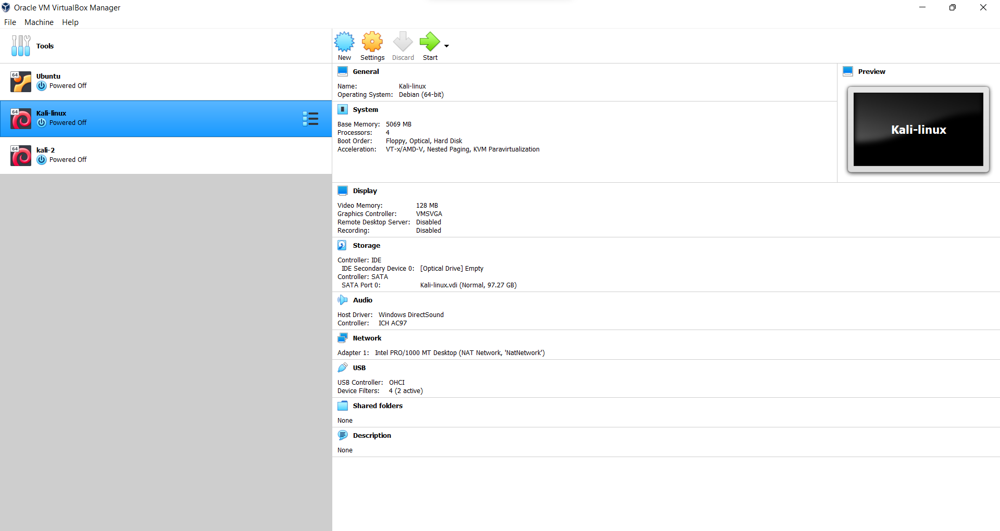 Oracle VM VirtualBox Manager
File Machine Help
Tools
64 Ubuntu
Powered Off
64 Kali-linux
Powered Off
64 kali-2
Powered Off
New Settings Discard Start
General
Name: Kali-linux
Operating System: Debian (64-bit)
Preview
Kali-linux
System
Base Memory: 5069 MB
Processors: 4
Boot Order: Floppy, Optical, Hard Disk
Acceleration: VT-x/AMD-V, Nested Paging, KVM Paravirtualization
Display
Video Memory: 128 MB
Graphics Controller: VMSVGA
Remote Desktop Server: Disabled
Recording: Disabled
Storage
Controller: IDE
IDE Secondary Device 0: [Optical Drive] Empty
Controller: SATA
SATA Port 0: Kali-linux.vdi (Normal, 97.27 GB)
Audio
Host Driver: Windows DirectSound
Controller: ICH AC97
Network
Adapter 1: Intel PRO/1000 MT Desktop (NAT Network, 'NatNetwork')
USB
USB Controller: OHCI
Device Filters: 4 (2 active)
Shared folders
None
Description
None